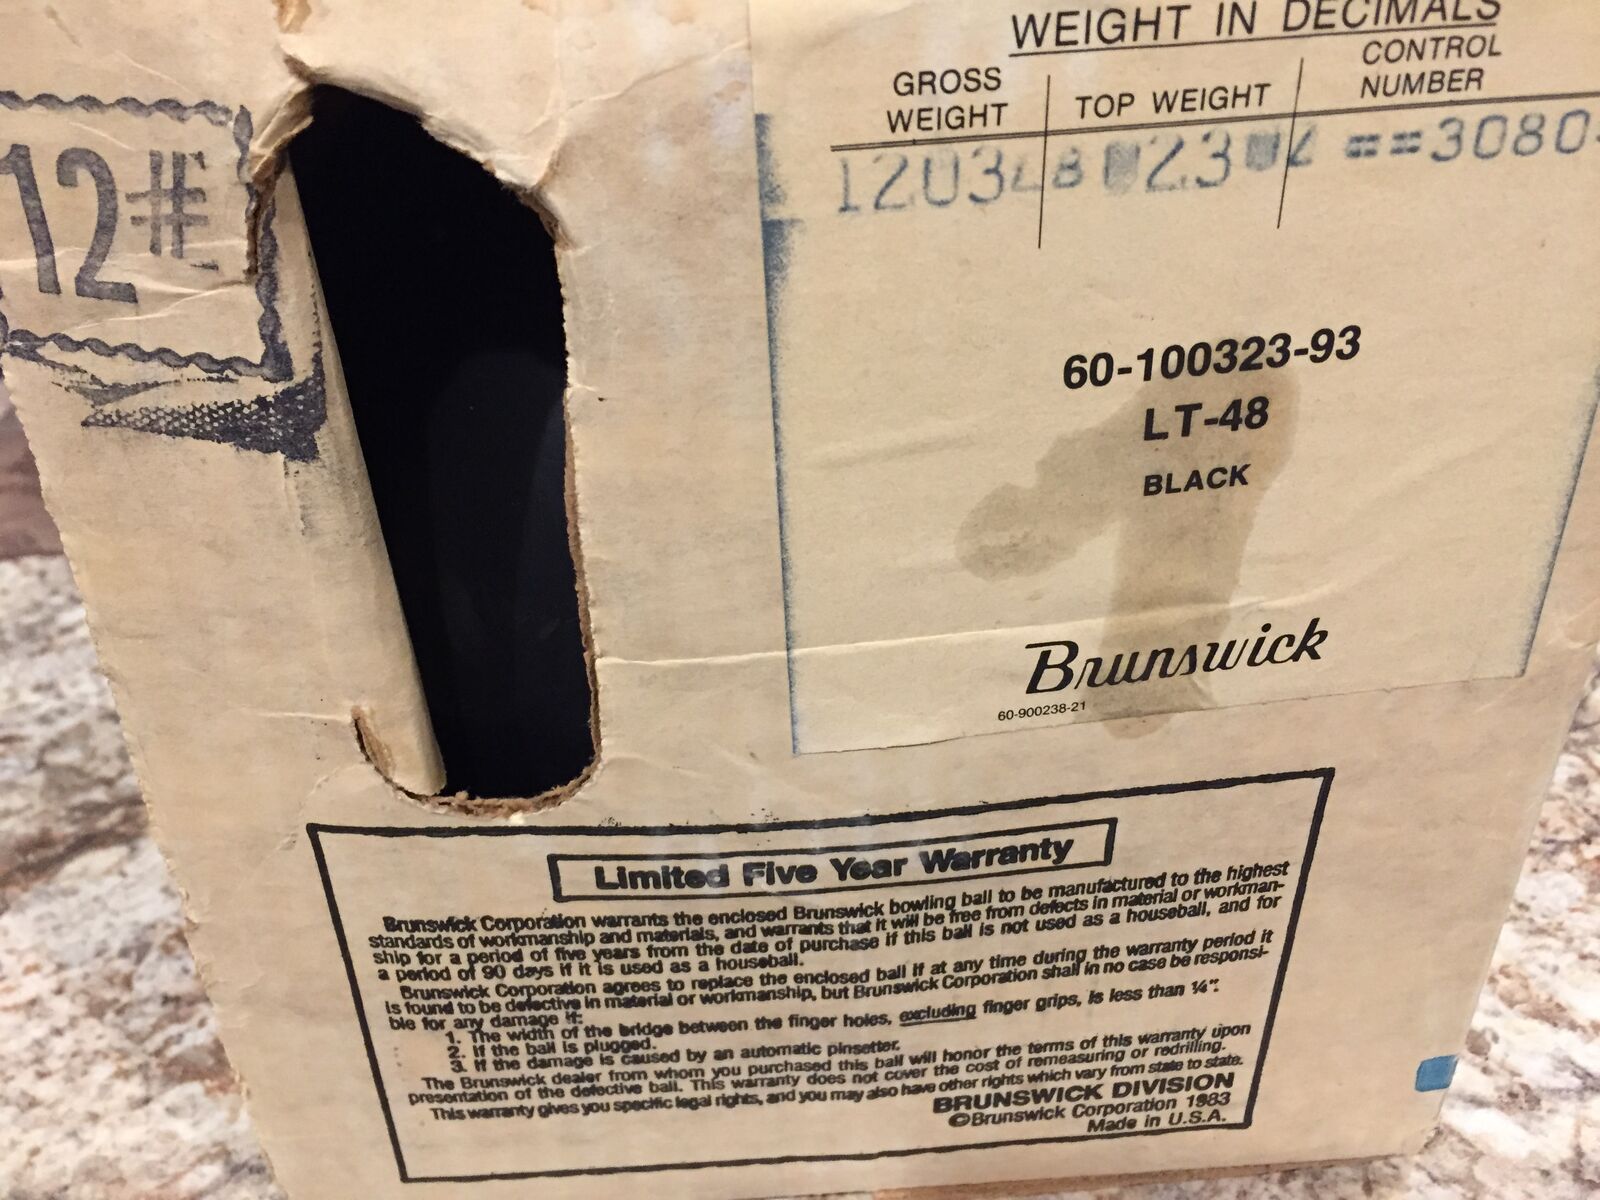 12#
WEIGHT IN DECIMALS
GROSS WEIGHT
TOP WEIGHT
CONTROL NUMBER
==3080
60-100323-93
LT-48
BLACK
Brunswick
60-900238-21
Limited Five Year Warranty
Brunswick Corporation warrants the enclosed Brunswick bowling ball to be manufactured to the highest
standards of workmanship and materials, and warrants that it will be free from defects in material or workman-
ship for a period of five years from the date of purchase if this ball is not used as a houseball, and for
a period of 90 days if it is used as a houseball.
Brunswick Corporation agrees to replace the enclosed ball if at any time during the warranty period it
is found to be defective in material or workmanship, but Brunswick Corporation shall in no case be responsi-
ble for any damage if:
1. The width of the bridge between the finger holes, excluding finger grips, is less than ¼":
2. If the ball is plugged.
3. If the damage is caused by an automatic pinsetter.
The Brunswick dealer from whom you purchased this ball will honor the terms of this warranty upon
presentation of the defective ball. This warranty does not cover the cost of remeasuring or redrilling.
This warranty gives you specific legal rights, and you may also have other rights which vary from state to state.
BRUNSWICK DIVISION
©Brunswick Corporation 1983
Made in U.S.A.